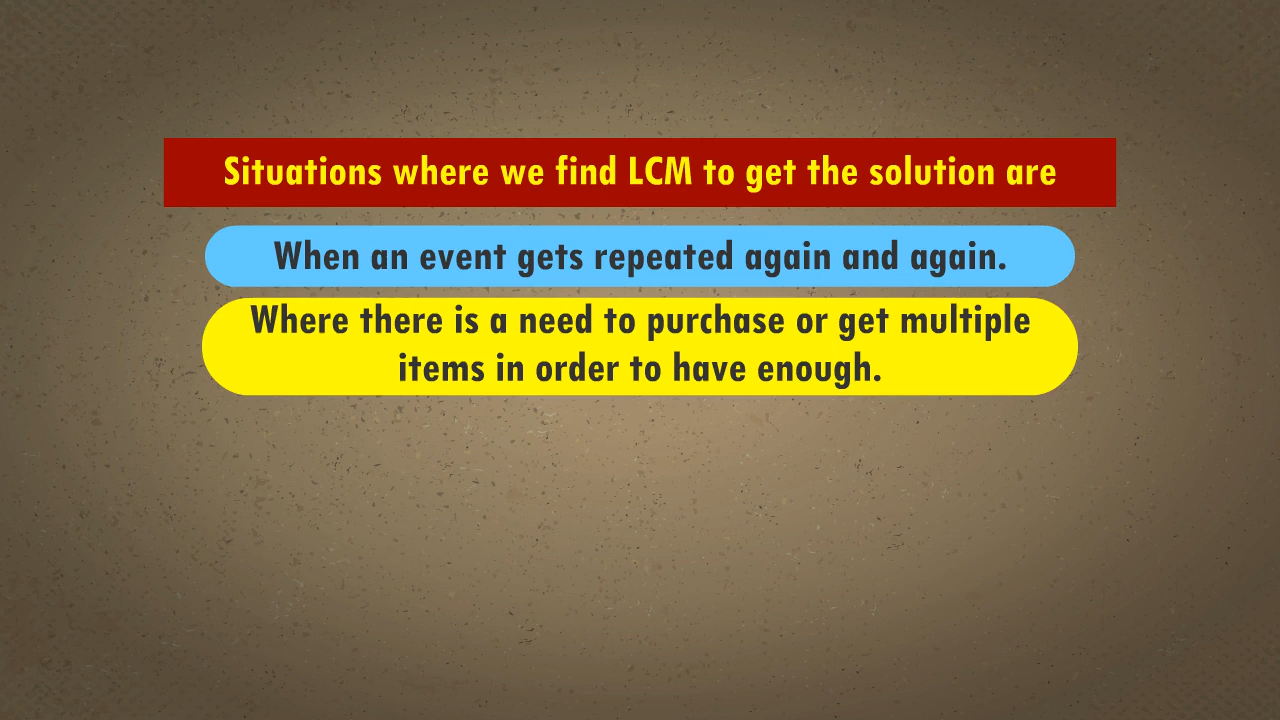 Situations where we find LCM to get the solution are
When an event gets repeated again and again.
Where there is a need to purchase or get multiple
items in order to have enough.